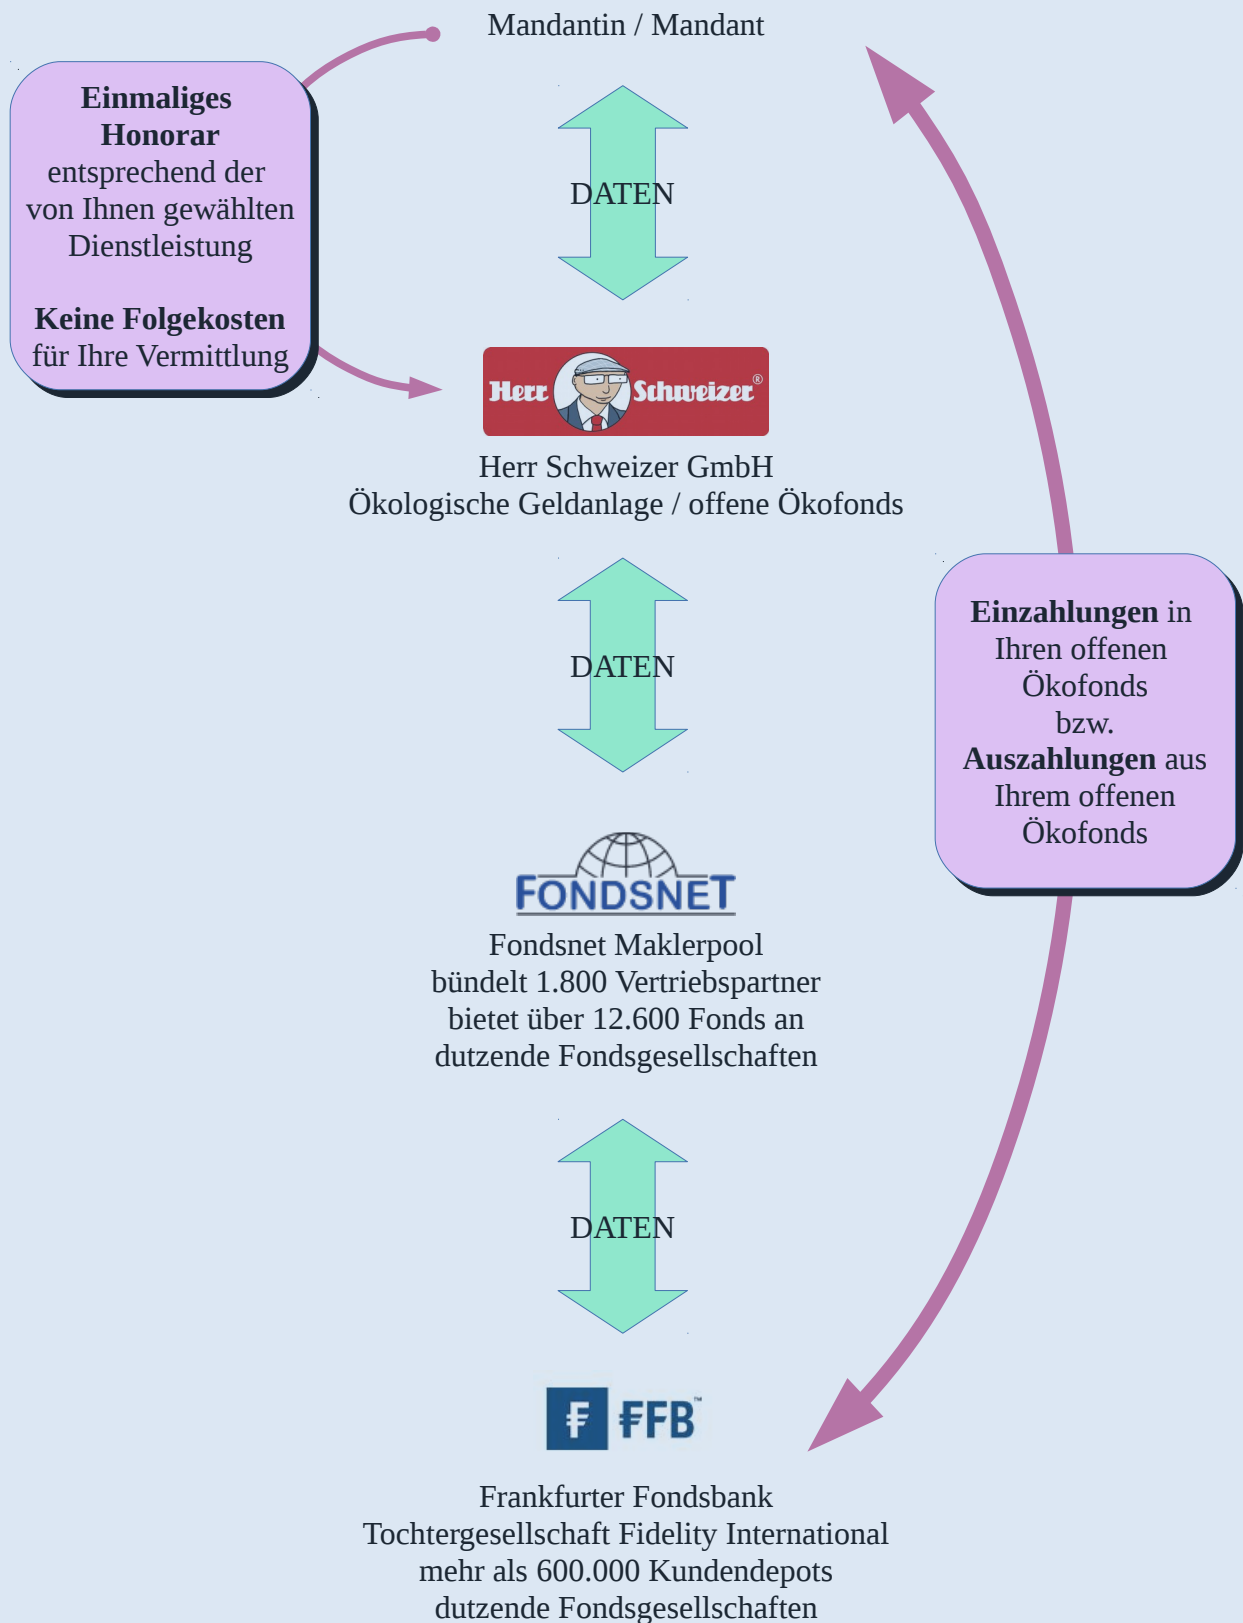 Mandantin / Mandant
Einmaliges
Honorar
entsprechend der
von Ihnen gewählten
Dienstleistung
Keine Folgekosten
für Ihre Vermittlung
DATEN
Herr Schweizer®
Herr Schweizer GmbH
Ökologische Geldanlage / offene Ökofonds
DATEN
Einzahlungen in
Ihren offenen
Ökofonds
bzw.
Auszahlungen aus
Ihrem offenen
Ökofonds
FONDSNET
Fondsnet Maklerpool
bündelt 1.800 Vertriebspartner
bietet über 12.600 Fonds an
dutzende Fondsgesellschaften
DATEN
F FFB™
Frankfurter Fondsbank
Tochtergesellschaft Fidelity International
mehr als 600.000 Kundendepots
dutzende Fondsgesellschaften